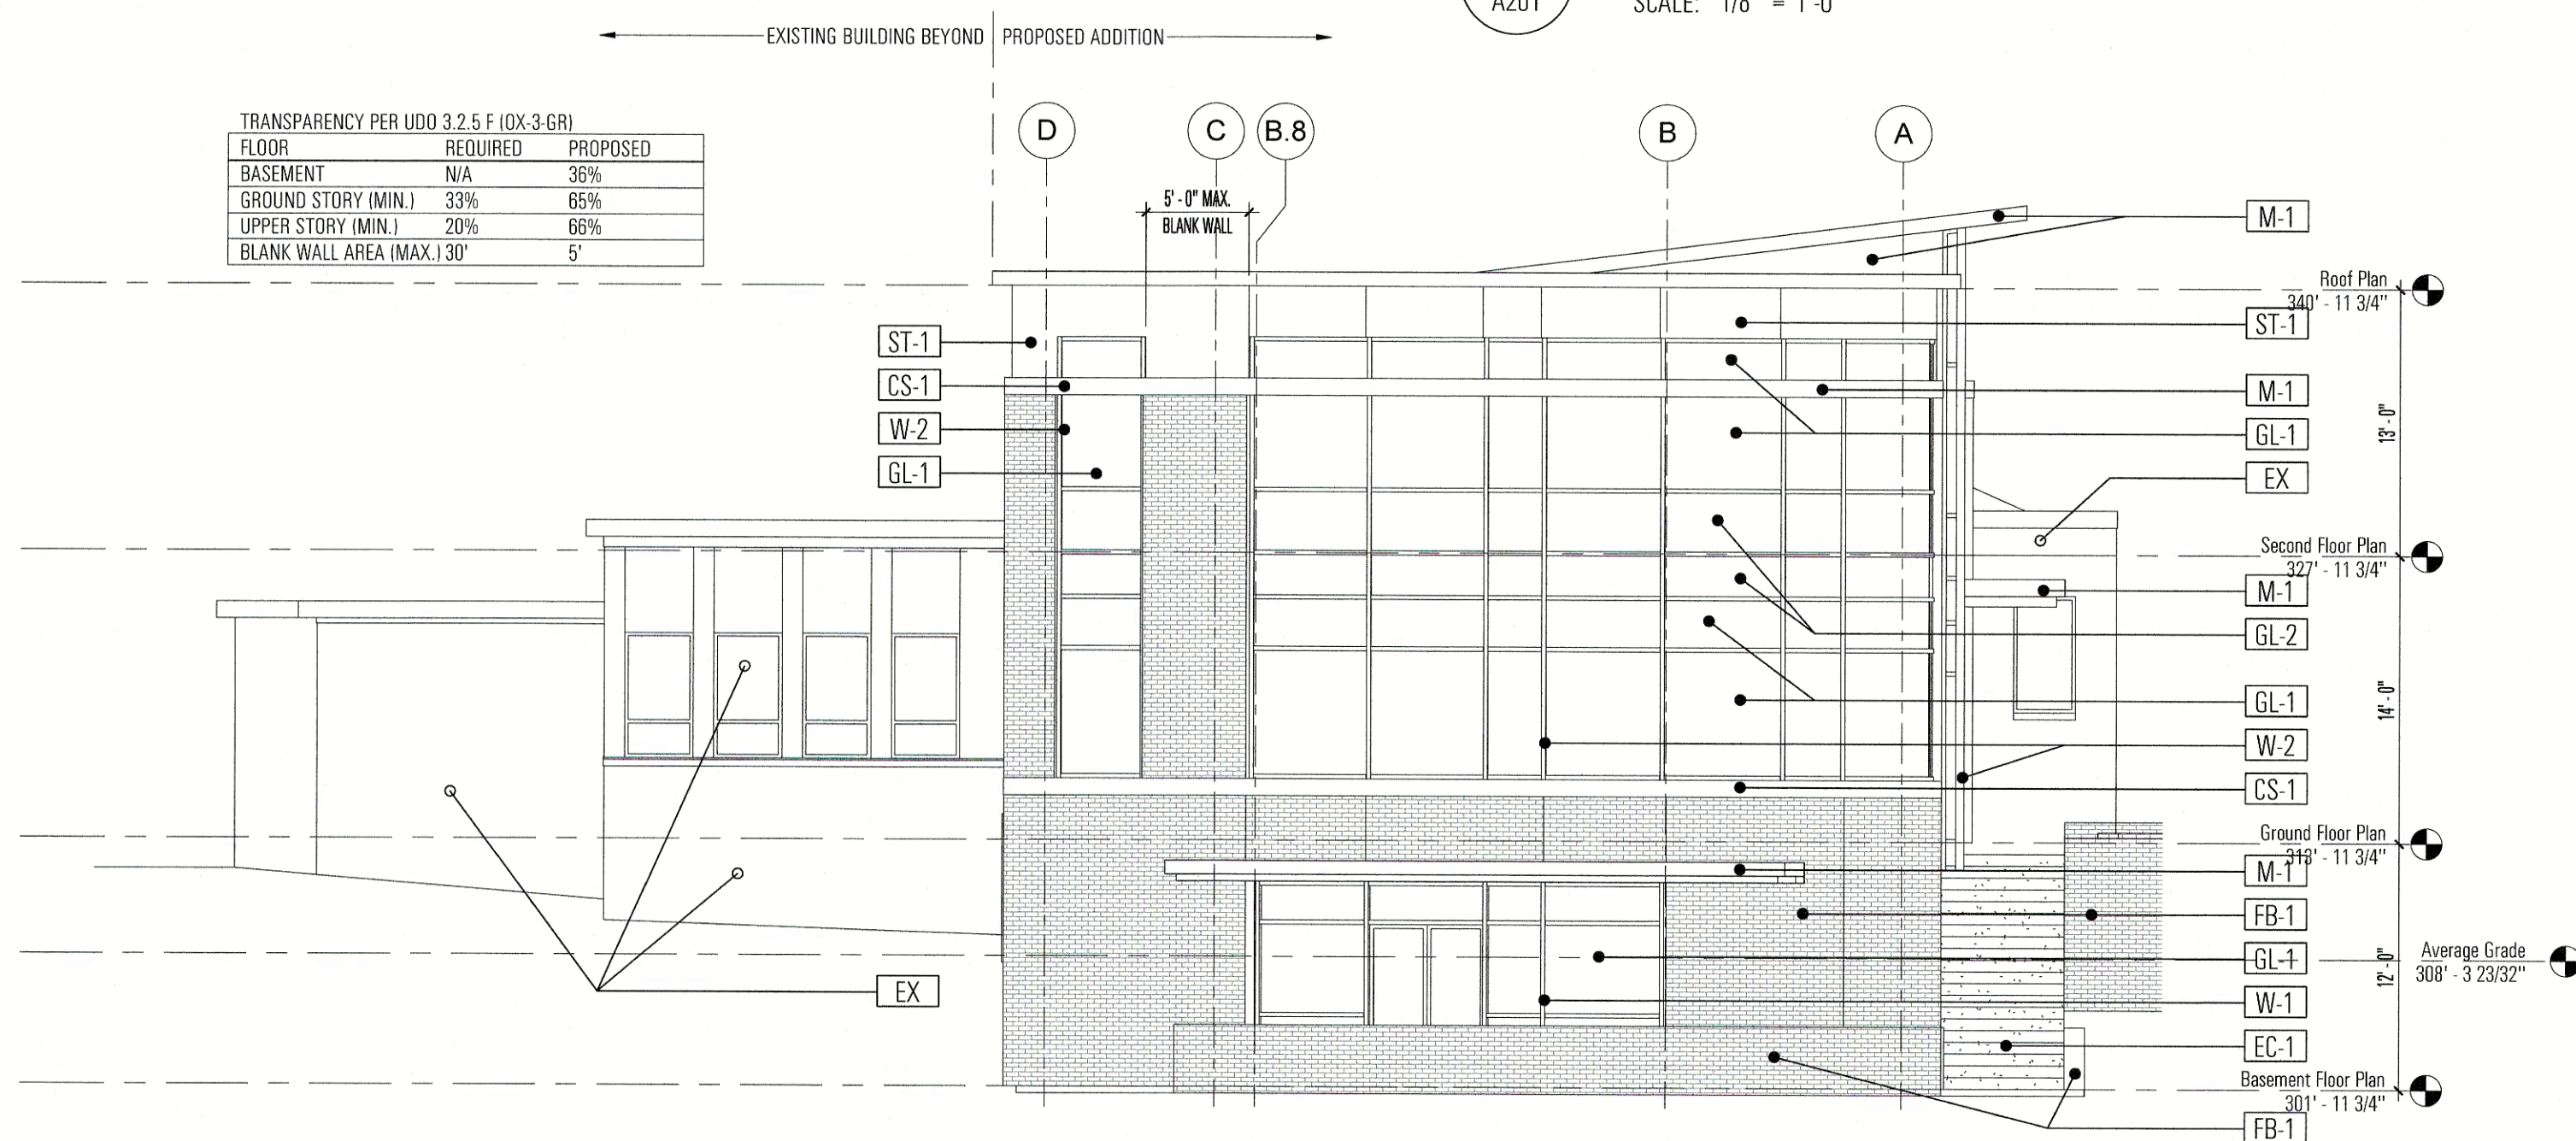 A201
SCALE: 1/8" = 1'-0
EXISTING BUILDING BEYOND
PROPOSED ADDITION
TRANSPARENCY PER UDO 3.2.5 F (OX-3-GR)
FLOOR REQUIRED PROPOSED
BASEMENT N/A 36%
GROUND STORY (MIN.) 33% 65%
UPPER STORY (MIN.) 20% 66%
BLANK WALL AREA (MAX.) 30' 5'
D
C
B.8
B
A
5' - 0" MAX.
BLANK WALL
M-1
Roof Plan
340' - 11 3/4"
ST-1
ST-1
CS-1
M-1
W-2
GL-1
13' - 0"
GL-1
EX
Second Floor Plan
327' - 11 3/4"
M-1
GL-2
GL-1
14' - 0"
W-2
CS-1
Ground Floor Plan
313' - 11 3/4"
M-1
FB-1
GL-1
Average Grade
308' - 3 23/32"
12' - 0"
EX
W-1
EC-1
Basement Floor Plan
301' - 11 3/4"
FB-1